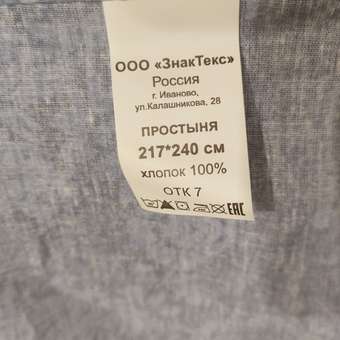 ООО «ЗнакТекс»
Россия
г. Иваново,
ул.Калашникова, 28
ПРОСТЫНЯ
217*240 см
хлопок 100%
ОТК 7
EAC